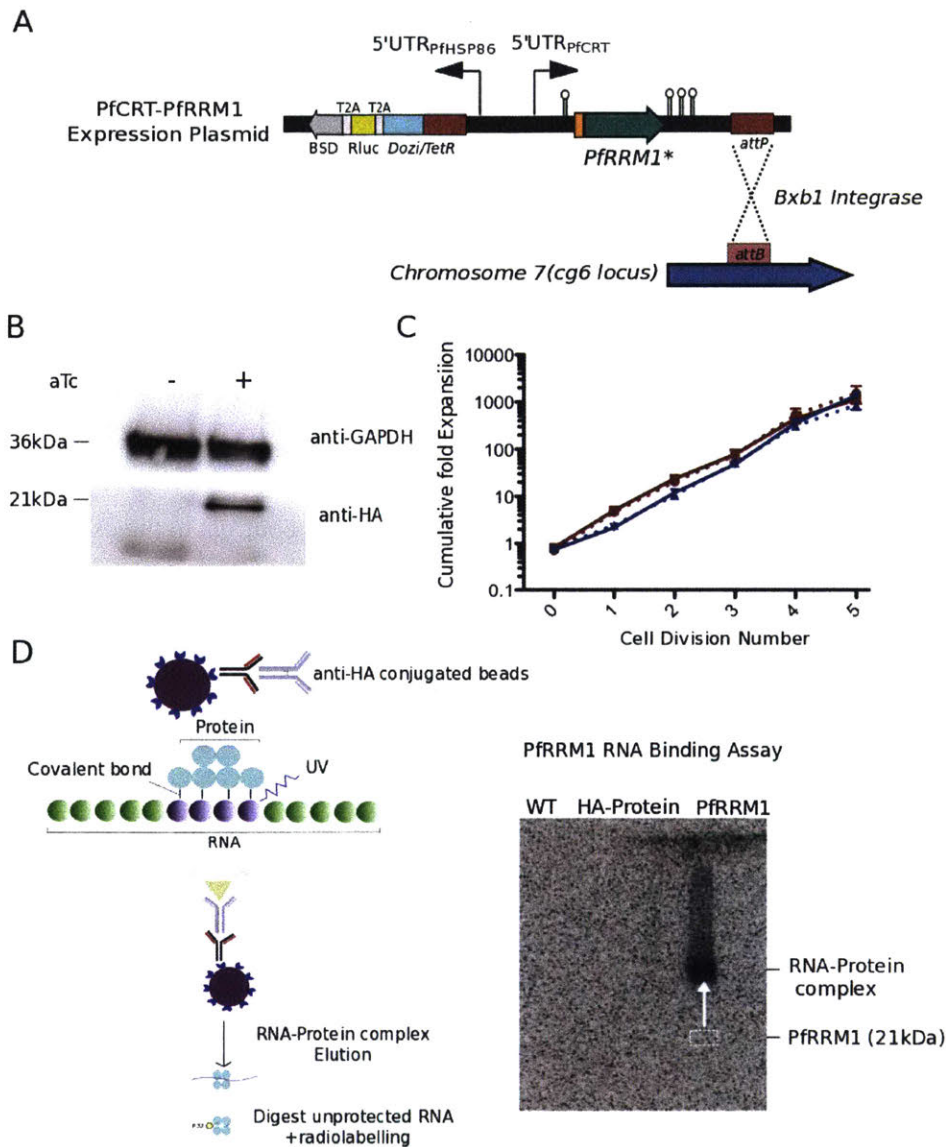 A
5'UTRPfHSP86
5'UTRPfCRT
PfCRT-PfRRM1
Expression Plasmid
T2A
T2A
BSD
Rluc
Dozi/TetR
PfRRM1*
attP
Bxb1 Integrase
attB
Chromosome 7(cg6 locus)
B
aTc
-
+
36kDa
anti-GAPDH
21kDa
anti-HA
C
Cumulative fold Expansiion
10000
1000
100
10
1
0.1
0
1
2
3
4
5
Cell Division Number
D
anti-HA conjugated beads
Protein
Covalent bond
UV
RNA
RNA-Protein complex
Elution
Digest unprotected RNA
+radiolabelling
PfRRM1 RNA Binding Assay
WT
HA-Protein
PfRRM1
RNA-Protein
complex
PfRRM1 (21kDa)